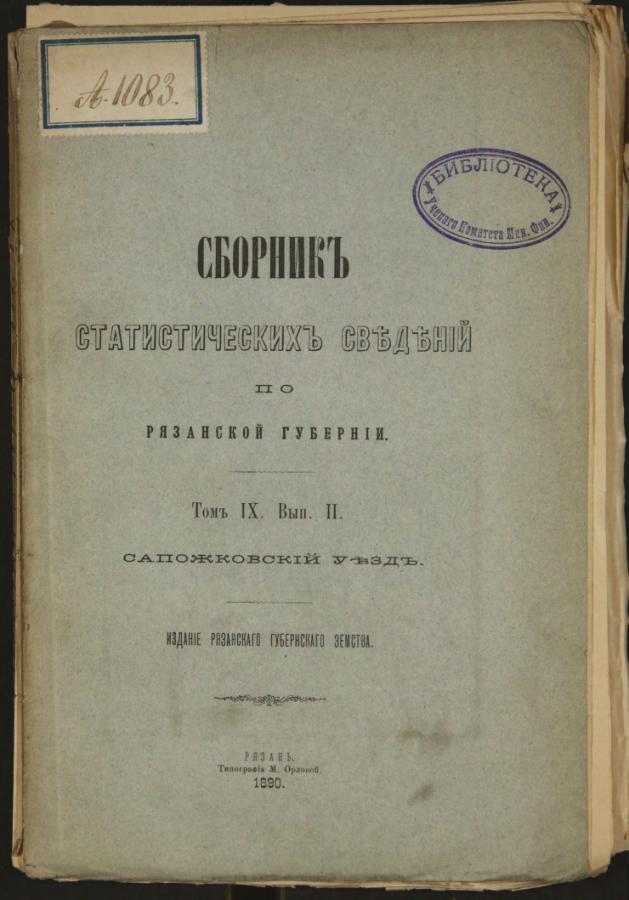 А. 1083.
БИБЛІОТЕКА
Ученаго Комитета Мин. Фин.
СБОРНИКЪ
СТАТИСТИЧЕСКИХЪ СВѢДѢНІЙ
ПО
РЯЗАНСКОЙ ГУБЕРНІИ.
Томъ IX. Вып. II.
САПОЖКОВСКІЙ УѢЗДЪ.
ИЗДАНІЕ РЯЗАНСКАГО ГУБЕРНСКАГО ЗЕМСТВА.
РЯЗАНЬ.
Типографія М. Орловой.
1890.